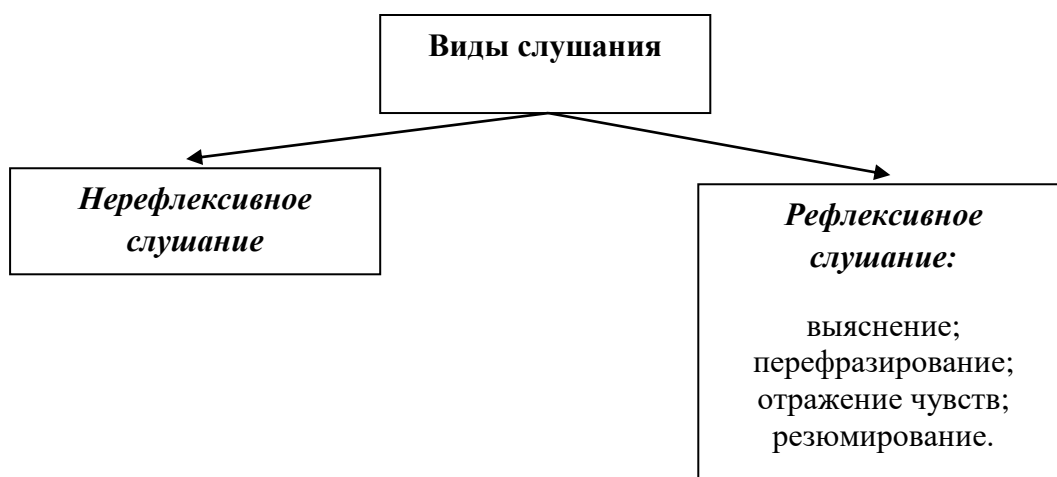 Виды слушания
Нерефлексивное
слушание
Рефлексивное
слушание:
выяснение;
перефразирование;
отражение чувств;
резюмирование.